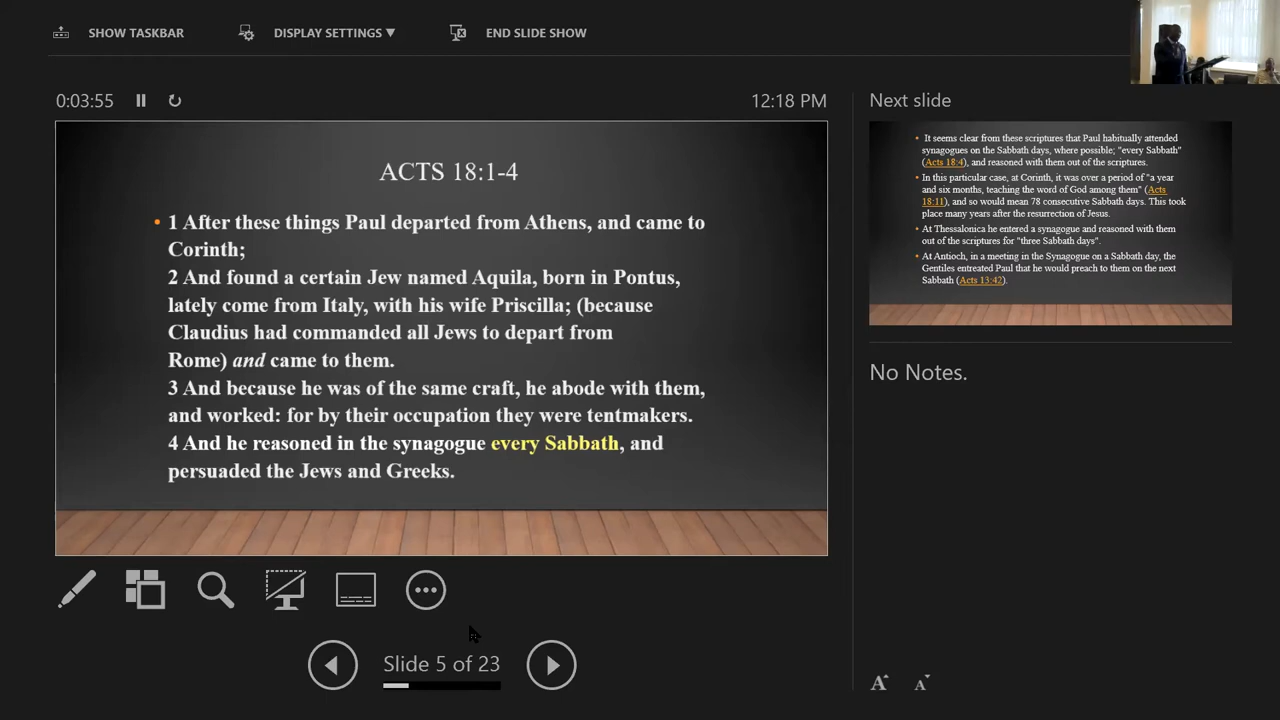 SHOW TASKBAR
DISPLAY SETTINGS ▼
END SLIDE SHOW
0:03:55
12:18 PM
ACTS 18:1-4
• 1 After these things Paul departed from Athens, and came to
Corinth;
2 And found a certain Jew named Aquila, born in Pontus,
lately come from Italy, with his wife Priscilla; (because
Claudius had commanded all Jews to depart from
Rome) and came to them.
3 And because he was of the same craft, he abode with them,
and worked: for by their occupation they were tentmakers.
4 And he reasoned in the synagogue every Sabbath, and
persuaded the Jews and Greeks.
Slide 5 of 23
Next slide
• It seems clear from these scriptures that Paul habitually attended
synagogues on the Sabbath days, where possible; "every Sabbath"
(Acts 18:4), and reasoned with them out of the scriptures.
• In this particular case, at Corinth, it was over a period of "a year
and six months, teaching the word of God among them" (Acts
18:11), and so would mean 78 consecutive Sabbath days. This took
place many years after the resurrection of Jesus.
• At Thessalonica he entered a synagogue and reasoned with them
out of the scriptures for "three Sabbath days".
• At Antioch, in a meeting in the Synagogue on a Sabbath day, the
Gentiles entreated Paul that he would preach to them on the next
Sabbath (Acts 13:42).
No Notes.
A A